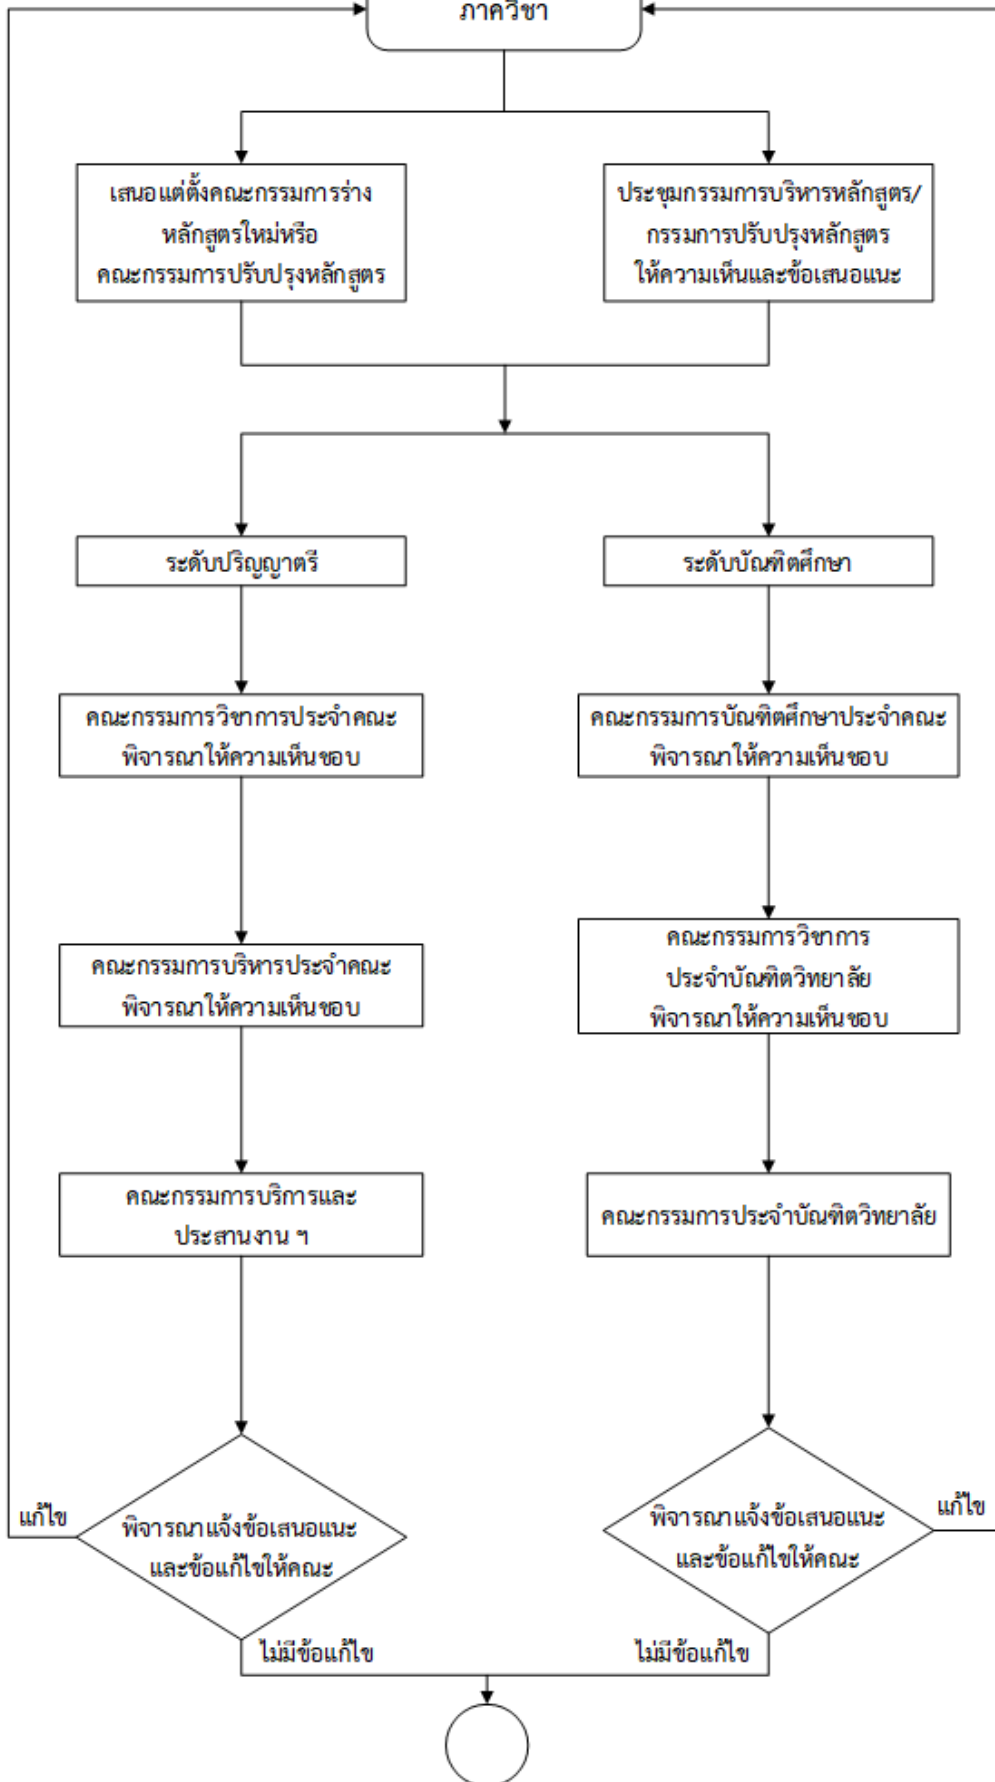 ภาควิชา
เสนอแต่ตั้งคณะกรรมการร่าง
หลักสูตรใหม่หรือ
คณะกรรมการปรับปรุงหลักสูตร
ประชุมกรรมการบริหารหลักสูตร/
กรรมการปรับปรุงหลักสูตร
ให้ความเห็นและข้อเสนอแนะ
ระดับปริญญาตรี
ระดับบัณฑิตศึกษา
คณะกรรมการวิชาการประจำคณะ
พิจารณาให้ความเห็นชอบ
คณะกรรมการบัณฑิตศึกษาประจำคณะ
พิจารณาให้ความเห็นชอบ
คณะกรรมการบริหารประจำคณะ
พิจารณาให้ความเห็นชอบ
คณะกรรมการวิชาการ
ประจำบัณฑิตวิทยาลัย
พิจารณาให้ความเห็นชอบ
คณะกรรมการบริการและ
ประสานงาน ฯ
คณะกรรมการประจำบัณฑิตวิทยาลัย
แก้ไข
พิจารณาแจ้งข้อเสนอแนะ
และข้อแก้ไขให้คณะ
พิจารณาแจ้งข้อเสนอแนะ
และข้อแก้ไขให้คณะ
แก้ไข
ไม่มีข้อแก้ไข
ไม่มีข้อแก้ไข